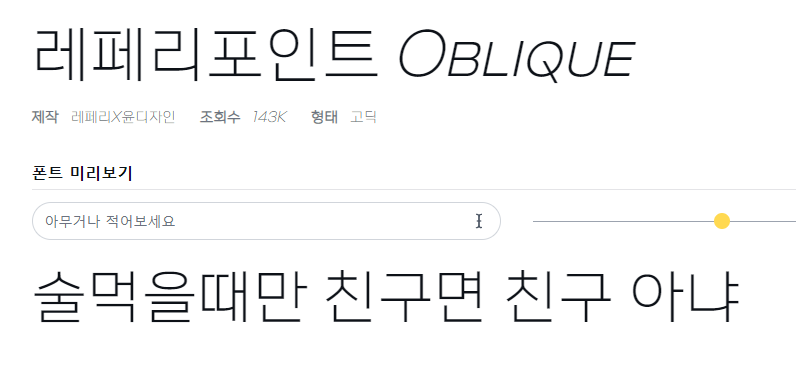 레페리포인트 OBLIQUE
제작 레페리X윤디자인 조회수 143K 형태 고딕
폰트 미리보기
아무거나 적어보세요
술먹을때만 친구면 친구 아냐